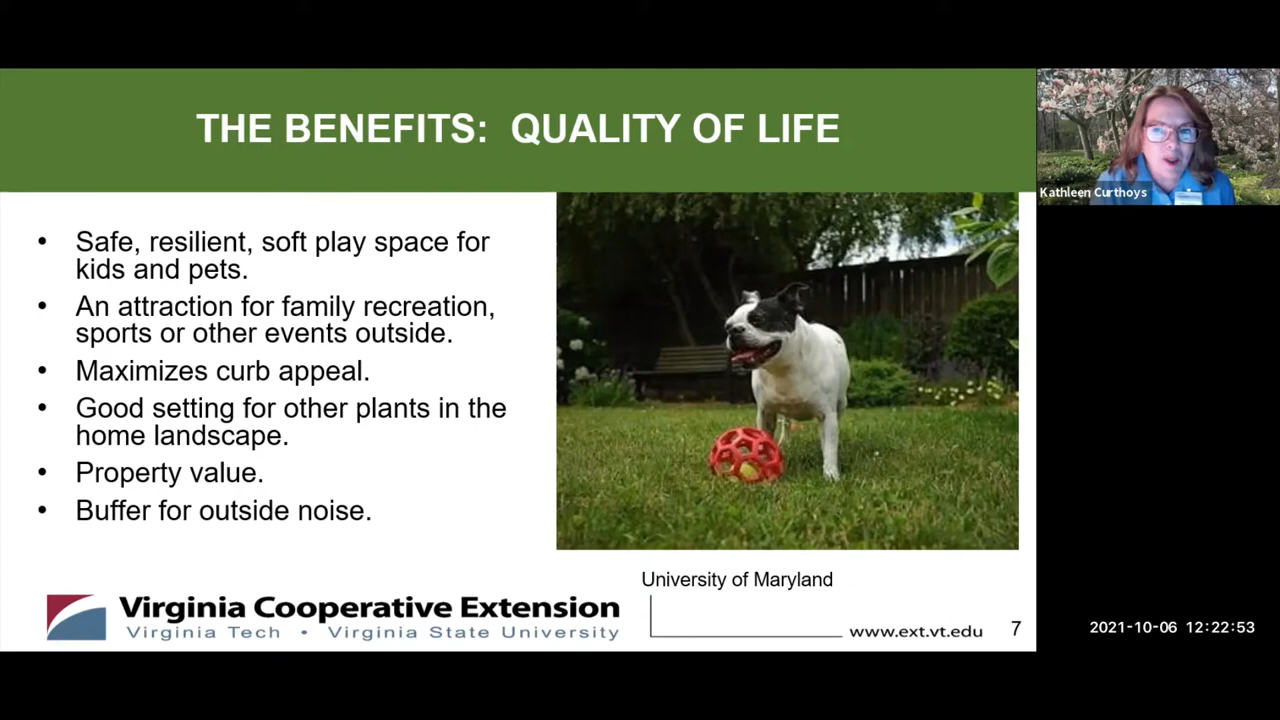 THE BENEFITS: QUALITY OF LIFE
Kathleen Curthoys
• Safe, resilient, soft play space for
kids and pets.
• An attraction for family recreation,
sports or other events outside.
• Maximizes curb appeal.
• Good setting for other plants in the
home landscape.
• Property value.
• Buffer for outside noise.
University of Maryland
Virginia Cooperative Extension
Virginia Tech • Virginia State University
www.ext.vt.edu
7
2021-10-06 12:22:53